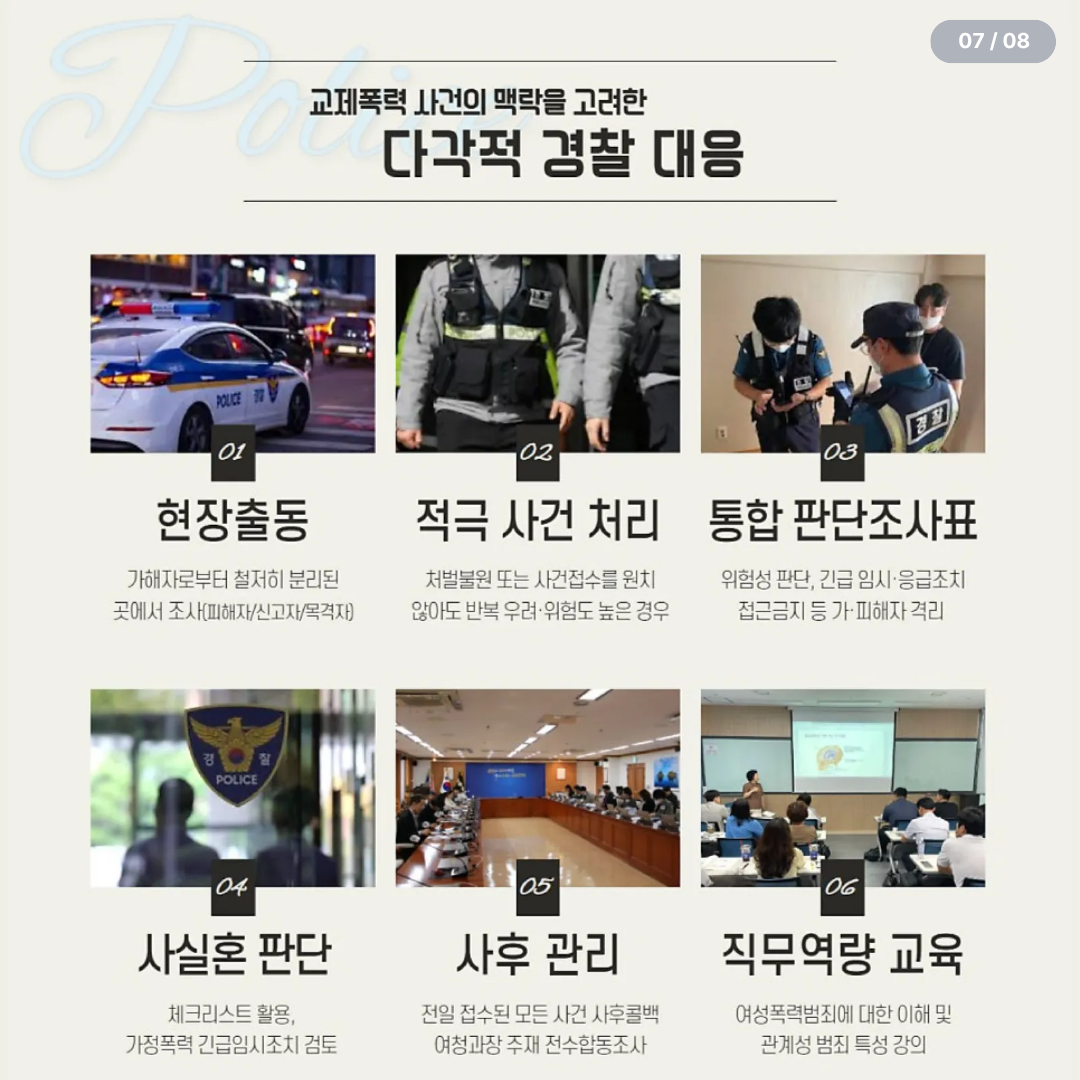 07 / 08
Police
교제폭력 사건의 맥락을 고려한
다각적 경찰 대응
POLICE 경찰
경찰
01
02
03
현장출동
적극 사건 처리
통합 판단조사표
가해자로부터 철저히 분리된
곳에서 조사(피해자/신고자/목격자)
처벌불원 또는 사건접수를 원치
않아도 반복 우려·위험도 높은 경우
위험성 판단, 긴급 임시·응급조치
접근금지 등 가·피해자 격리
경 찰
POLICE
04
05
06
사실혼 판단
사후 관리
직무역량 교육
체크리스트 활용,
가정폭력 긴급임시조치 검토
전일 접수된 모든 사건 사후콜백
여청과장 주재 전수합동조사
여성폭력범죄에 대한 이해 및
관계성 범죄 특성 강의